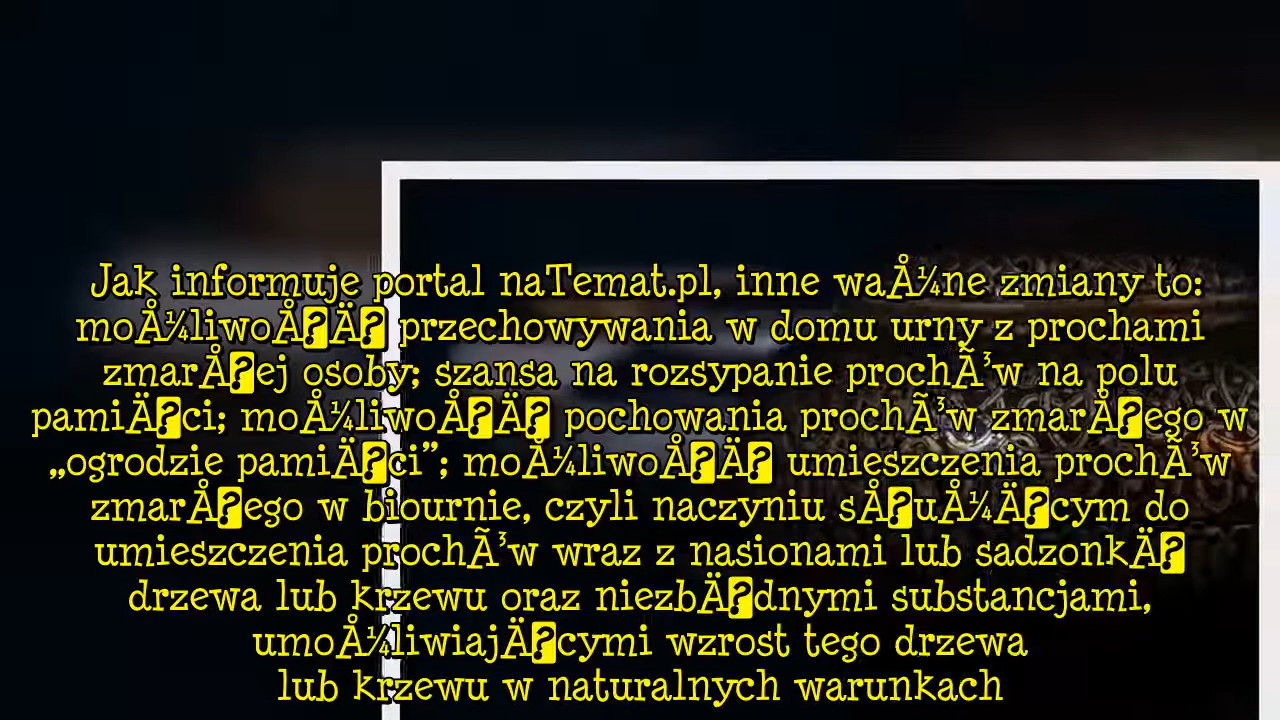 Jak informuje portal naTemat.pl, inne waÅ¼ne zmiany to:
moÅ¼liwoÅ�Ä� przechowywania w domu urny z prochami
zmarÅ�ej osoby; szansa na rozsypanie prochÃ³w na polu
pamiÄ�ci; moÅ¼liwoÅ�Ä� pochowania prochÃ³w zmarÅ�ego w
„ogrodzie pamiÄ�ci”; moÅ¼liwoÅ�Ä� umieszczenia prochÃ³w
zmarÅ�ego w biournie, czyli naczyniu sÅ�uÅ¼Ä�cym do
umieszczenia prochÃ³w wraz z nasionami lub sadzonkÄ�
drzewa lub krzewu oraz niezbÄ�dnymi substancjami,
umoÅ¼liwiajÄ�cymi wzrost tego drzewa
lub krzewu w naturalnych warunkach